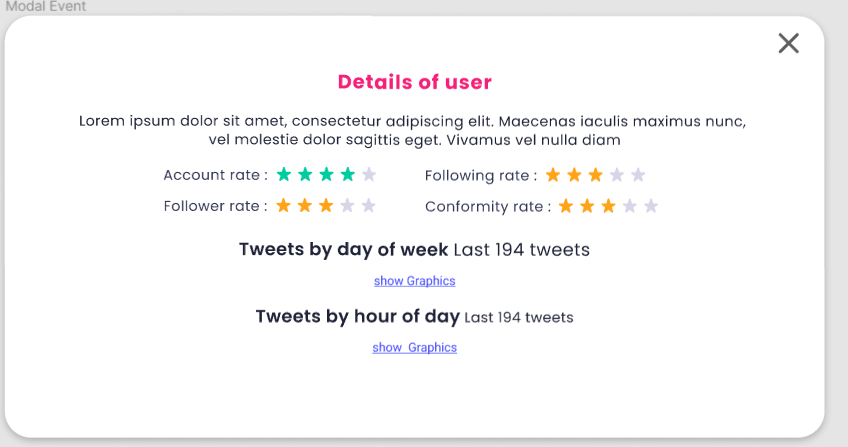 Modal Event
Details of user
Lorem ipsum dolor sit amet, consectetur adipiscing elit. Maecenas iaculis maximus nunc,
vel molestie dolor sagittis eget. Vivamus vel nulla diam
Account rate :
Following rate :
Follower rate :
Conformity rate :
Tweets by day of week Last 194 tweets
show Graphics
Tweets by hour of day Last 194 tweets
show Graphics